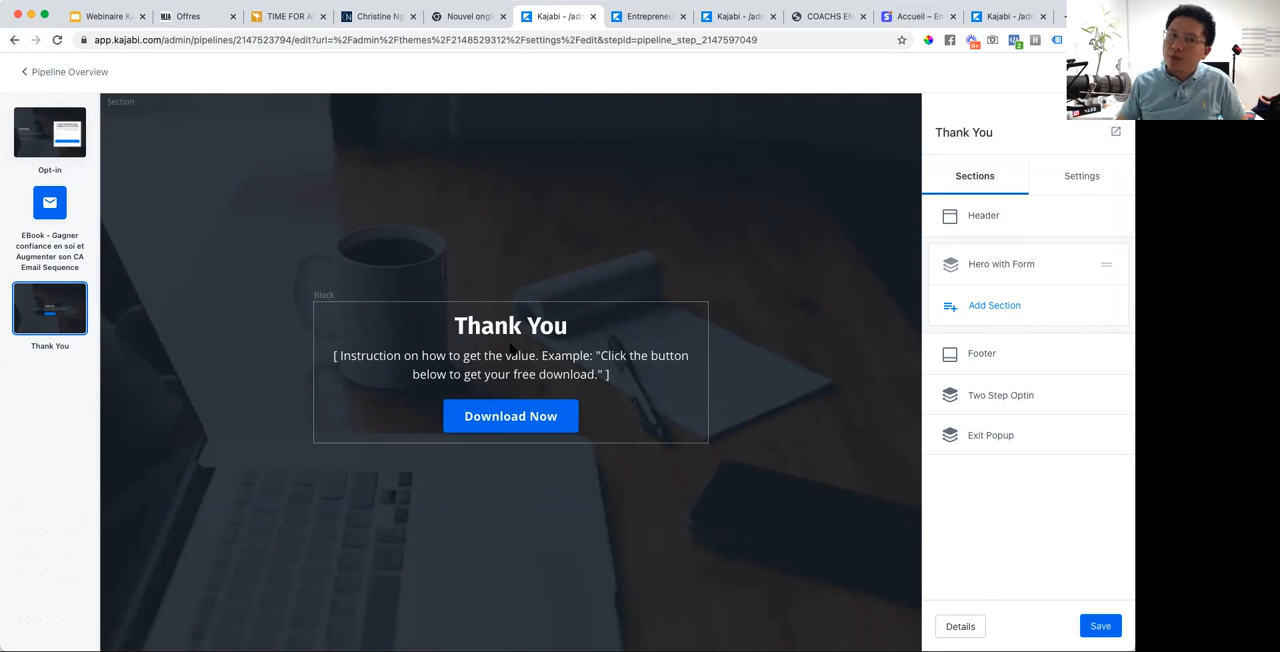 Webinaire K
Offres
TIME FOR A
Christine Ng
Nouvel ongl
Kajabi - /adn
Entrepreneu
Kajabi - /adn
COACHS EN
Accueil – En
Kajabi - /adn
app.kajabi.com/admin/pipelines/2147523794/edit?url=%2Fadmin%2Fthemes%2F2148529312%2Fsettings%2Fedit&stepId=pipeline_step_2147597049
Pipeline Overview
Opt-in
EBook - Gagner
confiance en soi et
Augmenter son CA
Email Sequence
Thank You
Section
Block
Thank You
[ Instruction on how to get the value. Example: "Click the button
below to get your free download." ]
Download Now
Thank You
Sections
Settings
Header
Hero with Form
Add Section
Footer
Two Step Optin
Exit Popup
Details
Save